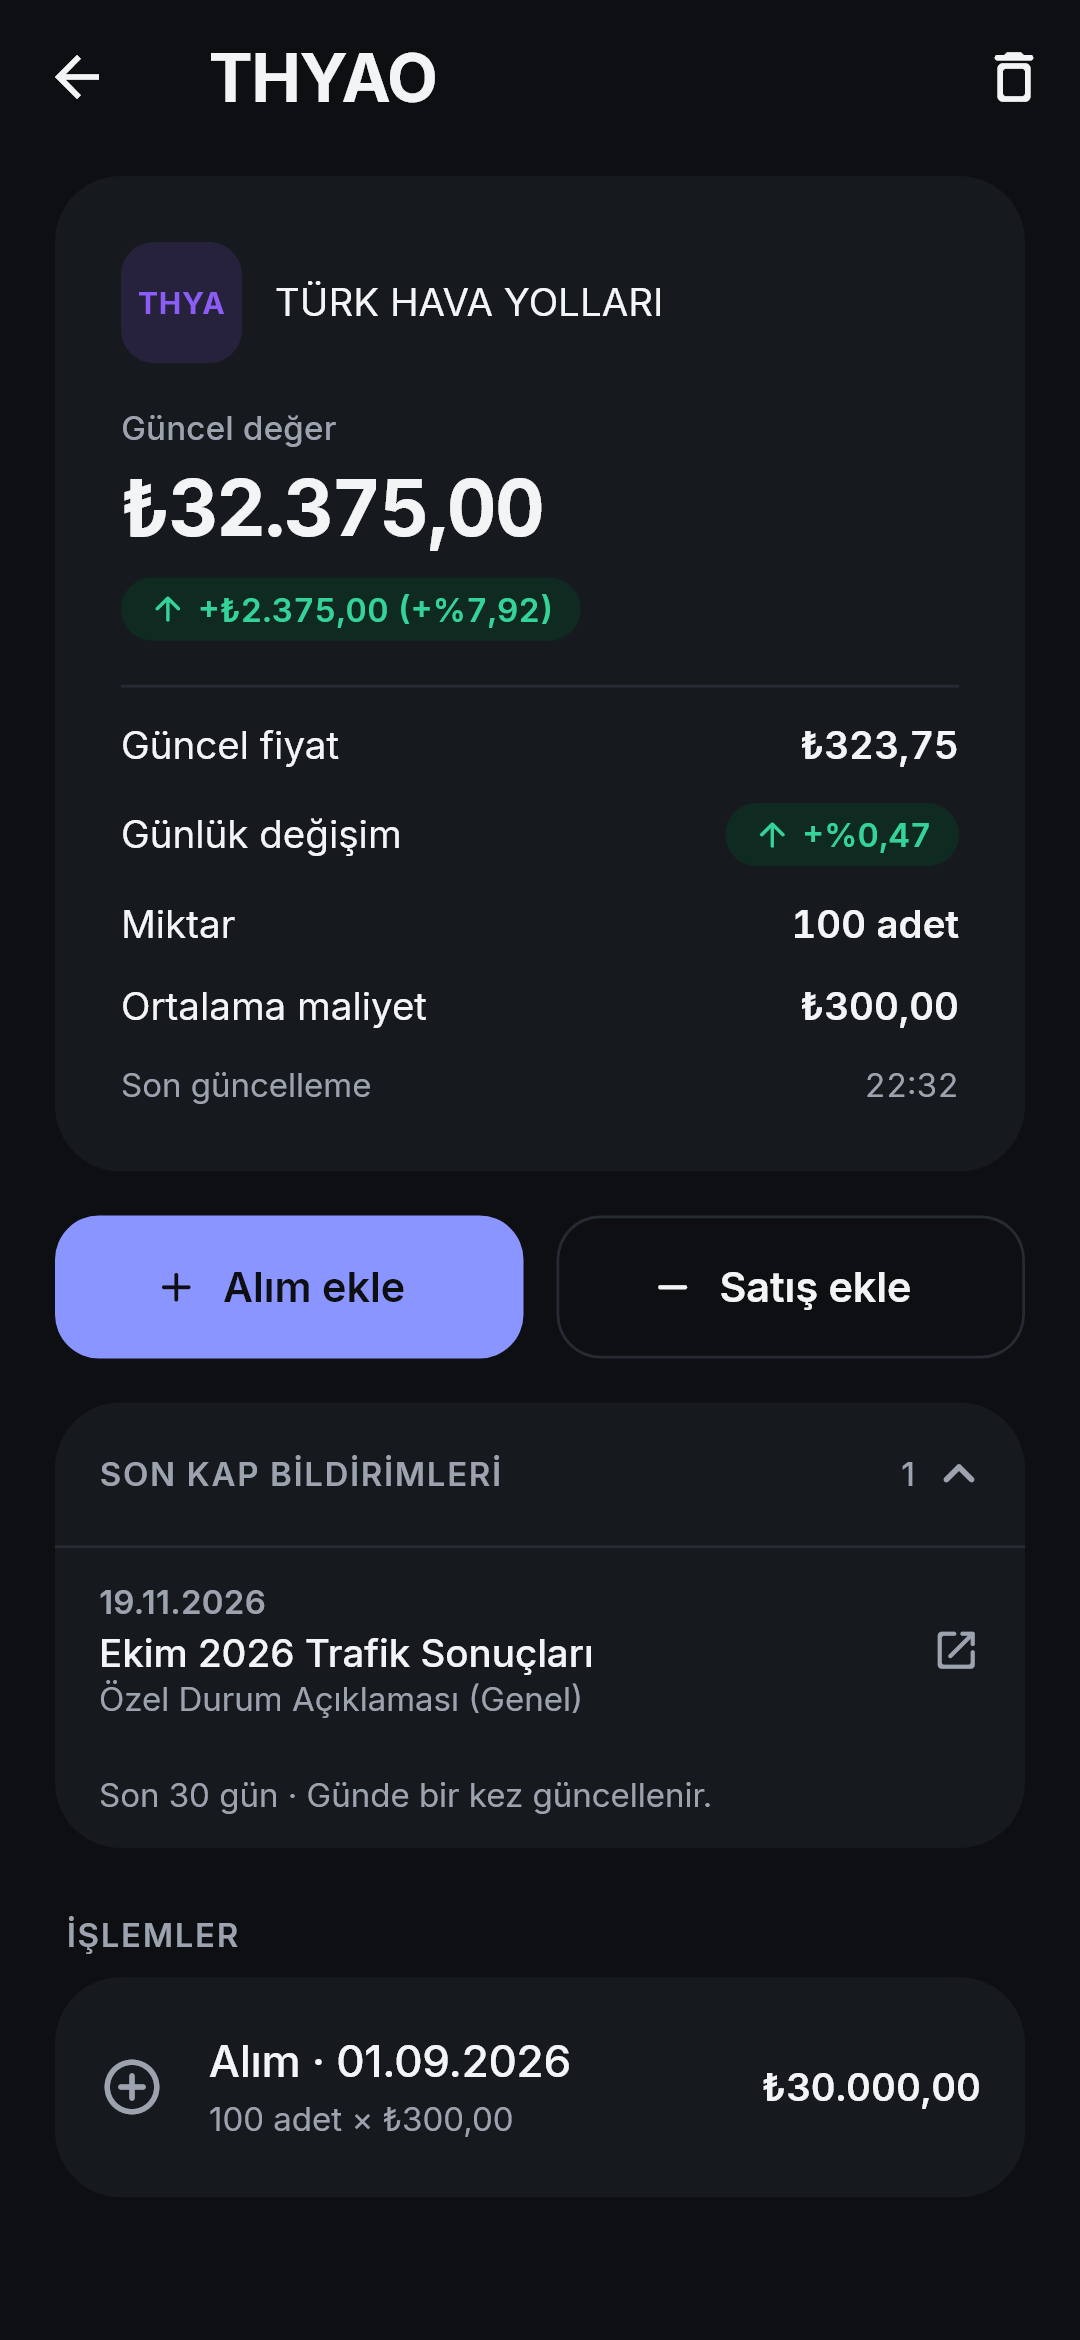 THYAO
THYA
TÜRK HAVA YOLLARI
Güncel değer
₺32.375,00
+₺2.375,00 (+%7,92)
Güncel fiyat ₺323,75
Günlük değişim +%0,47
Miktar 100 adet
Ortalama maliyet ₺300,00
Son güncelleme 22:32
Alım ekle Satış ekle
SON KAP BİLDİRİMLERİ 1
19.11.2026
Ekim 2026 Trafik Sonuçları
Özel Durum Açıklaması (Genel)
Son 30 gün · Günde bir kez güncellenir.
İŞLEMLER
Alım · 01.09.2026
100 adet × ₺300,00
₺30.000,00